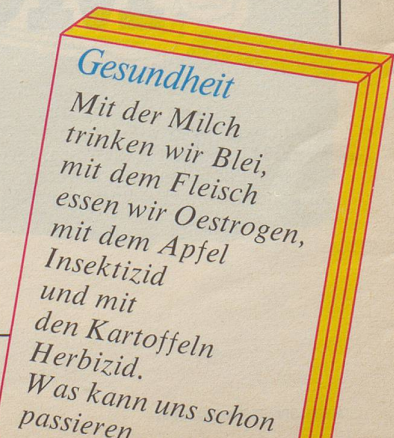 Gesundheit
Mit der Milch
trinken wir Blei,
mit dem Fleisch
essen wir Oestrogen,
mit dem Apfel
Insektizid
und mit
den Kartoffeln
Herbizid.
Was kann uns schon
passieren